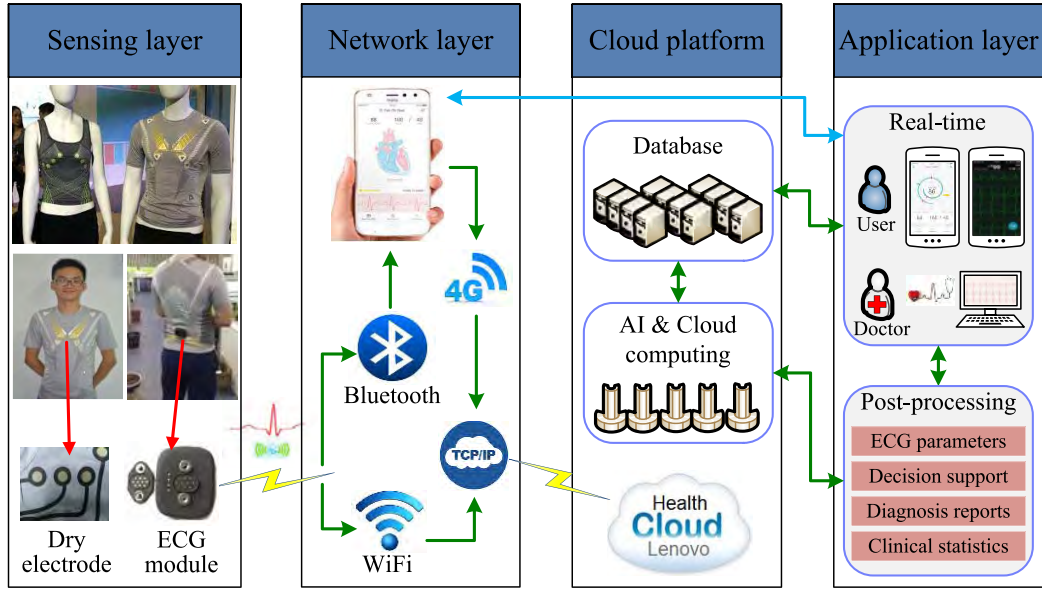 Sensing layer
Network layer
Cloud platform
Application layer
Dry
electrode
ECG
module
4G
Bluetooth
TCP/IP
WiFi
Database
AI & Cloud
computing
Health
Cloud
Lenovo
Real-time
User
Doctor
Post-processing
ECG parameters
Decision support
Diagnosis reports
Clinical statistics